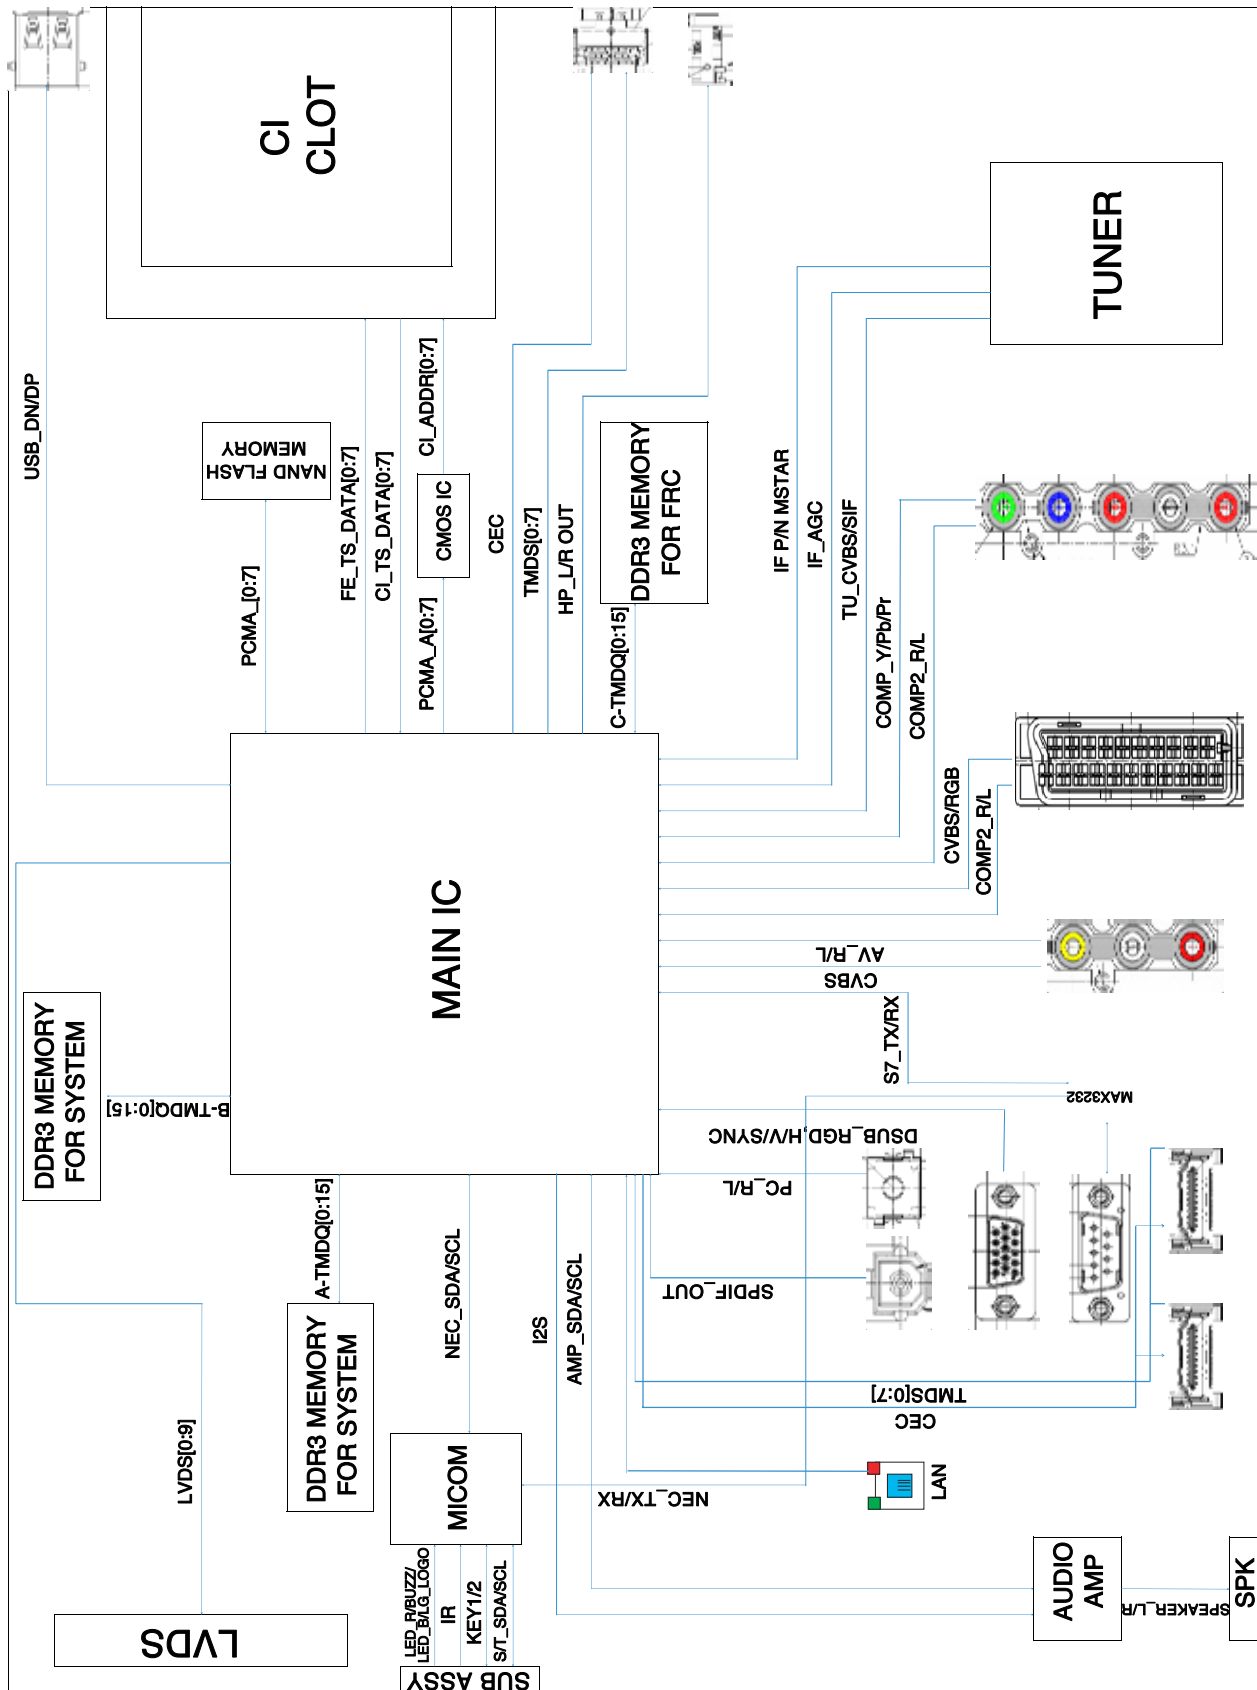 CI
CLOT
TUNER
USB_DN/DP
NAND FLASH
MEMORY
PCMA_[0:7]
FE_TS_DATA[0:7]
CI_TS_DATA[0:7]
CI_ADDR[0:7]
CMOS IC
PCMA_A[0:7]
CEC
TMDS[0:7]
HP_L/R OUT
DDR3 MEMORY
FOR FRC
C-TMDQ[0:15]
IF P/N MSTAR
IF_AGC
TU_CVBS/SIF
COMP_Y/Pb/Pr
COMP2_R/L
CVBS/RGB
COMP2_R/L
MAIN IC
AV_R/L
CVBS
S7_TX/RX
MAX3232
DDR3 MEMORY
FOR SYSTEM
B-TMDQ[0:15]
DSUB_RGD,H/V/SYNC
PC_R/L
SPDIF_OUT
A-TMDQ[0:15]
DDR3 MEMORY
FOR SYSTEM
NEC_SDA/SCL
I2S
AMP_SDA/SCL
TMDS[0:7]
CEC
LVDS[0:9]
MICOM
NEC_TX/RX
LAN
LED_R/BUZZ/
LED_B/LG_LOGO
IR
KEY1/2
S/T_SDA/SCL
LVDS
SUB ASSY
AUDIO
AMP
SPEAKER_L/R
SPK